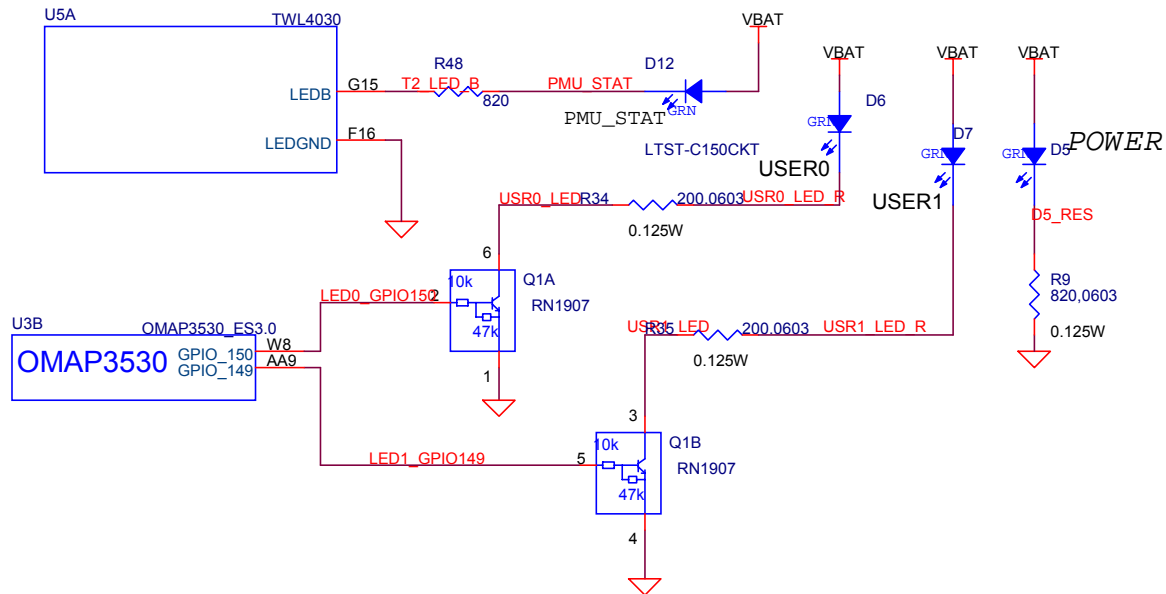 U5A
TWL4030
LEDB
G15
LEDGND
F16
T2_LED_B
R48
820
PMU_STAT
D12
GRN
PMU_STAT
LTST-C150CKT
VBAT
VBAT
VBAT
VBAT
D6
USER0
D7
USER1
D5
POWER
D5_RES
R9
820,0603
0.125W
USR0_LED
R34
200.0603
USR0_LED_R
0.125W
6
10k
47k
Q1A
RN1907
LED0_GPIO150
2
1
U3B
OMAP3530_ES3.0
OMAP3530
GPIO_150
W8
GPIO_149
AA9
USR1_LED
R35
200.0603
USR1_LED_R
0.125W
3
10k
47k
Q1B
RN1907
LED1_GPIO149
5
4